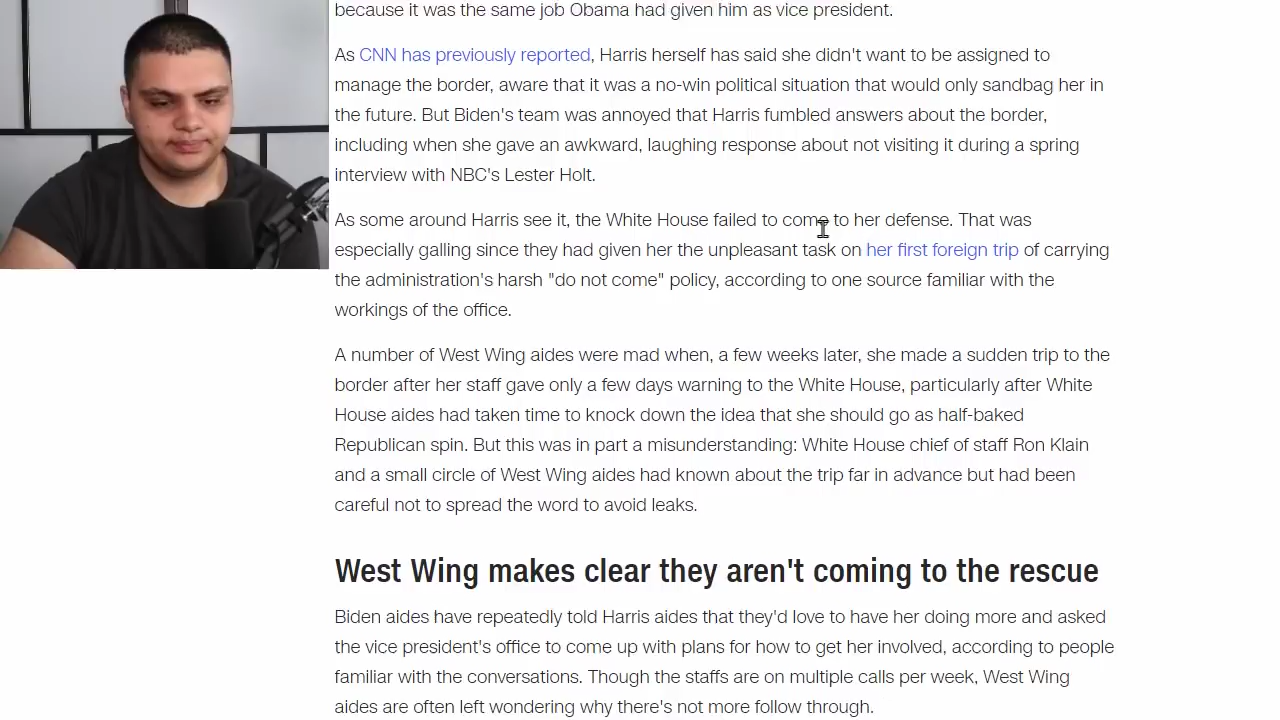 because it was the same job Obama had given him as vice president.
As CNN has previously reported, Harris herself has said she didn't want to be assigned to
manage the border, aware that it was a no-win political situation that would only sandbag her in
the future. But Biden's team was annoyed that Harris fumbled answers about the border,
including when she gave an awkward, laughing response about not visiting it during a spring
interview with NBC's Lester Holt.
As some around Harris see it, the White House failed to come to her defense. That was
especially galling since they had given her the unpleasant task on her first foreign trip of carrying
the administration's harsh "do not come" policy, according to one source familiar with the
workings of the office.
A number of West Wing aides were mad when, a few weeks later, she made a sudden trip to the
border after her staff gave only a few days warning to the White House, particularly after White
House aides had taken time to knock down the idea that she should go as half-baked
Republican spin. But this was in part a misunderstanding: White House chief of staff Ron Klain
and a small circle of West Wing aides had known about the trip far in advance but had been
careful not to spread the word to avoid leaks.
West Wing makes clear they aren't coming to the rescue
Biden aides have repeatedly told Harris aides that they'd love to have her doing more and asked
the vice president's office to come up with plans for how to get her involved, according to people
familiar with the conversations. Though the staffs are on multiple calls per week, West Wing
aides are often left wondering why there's not more follow through.